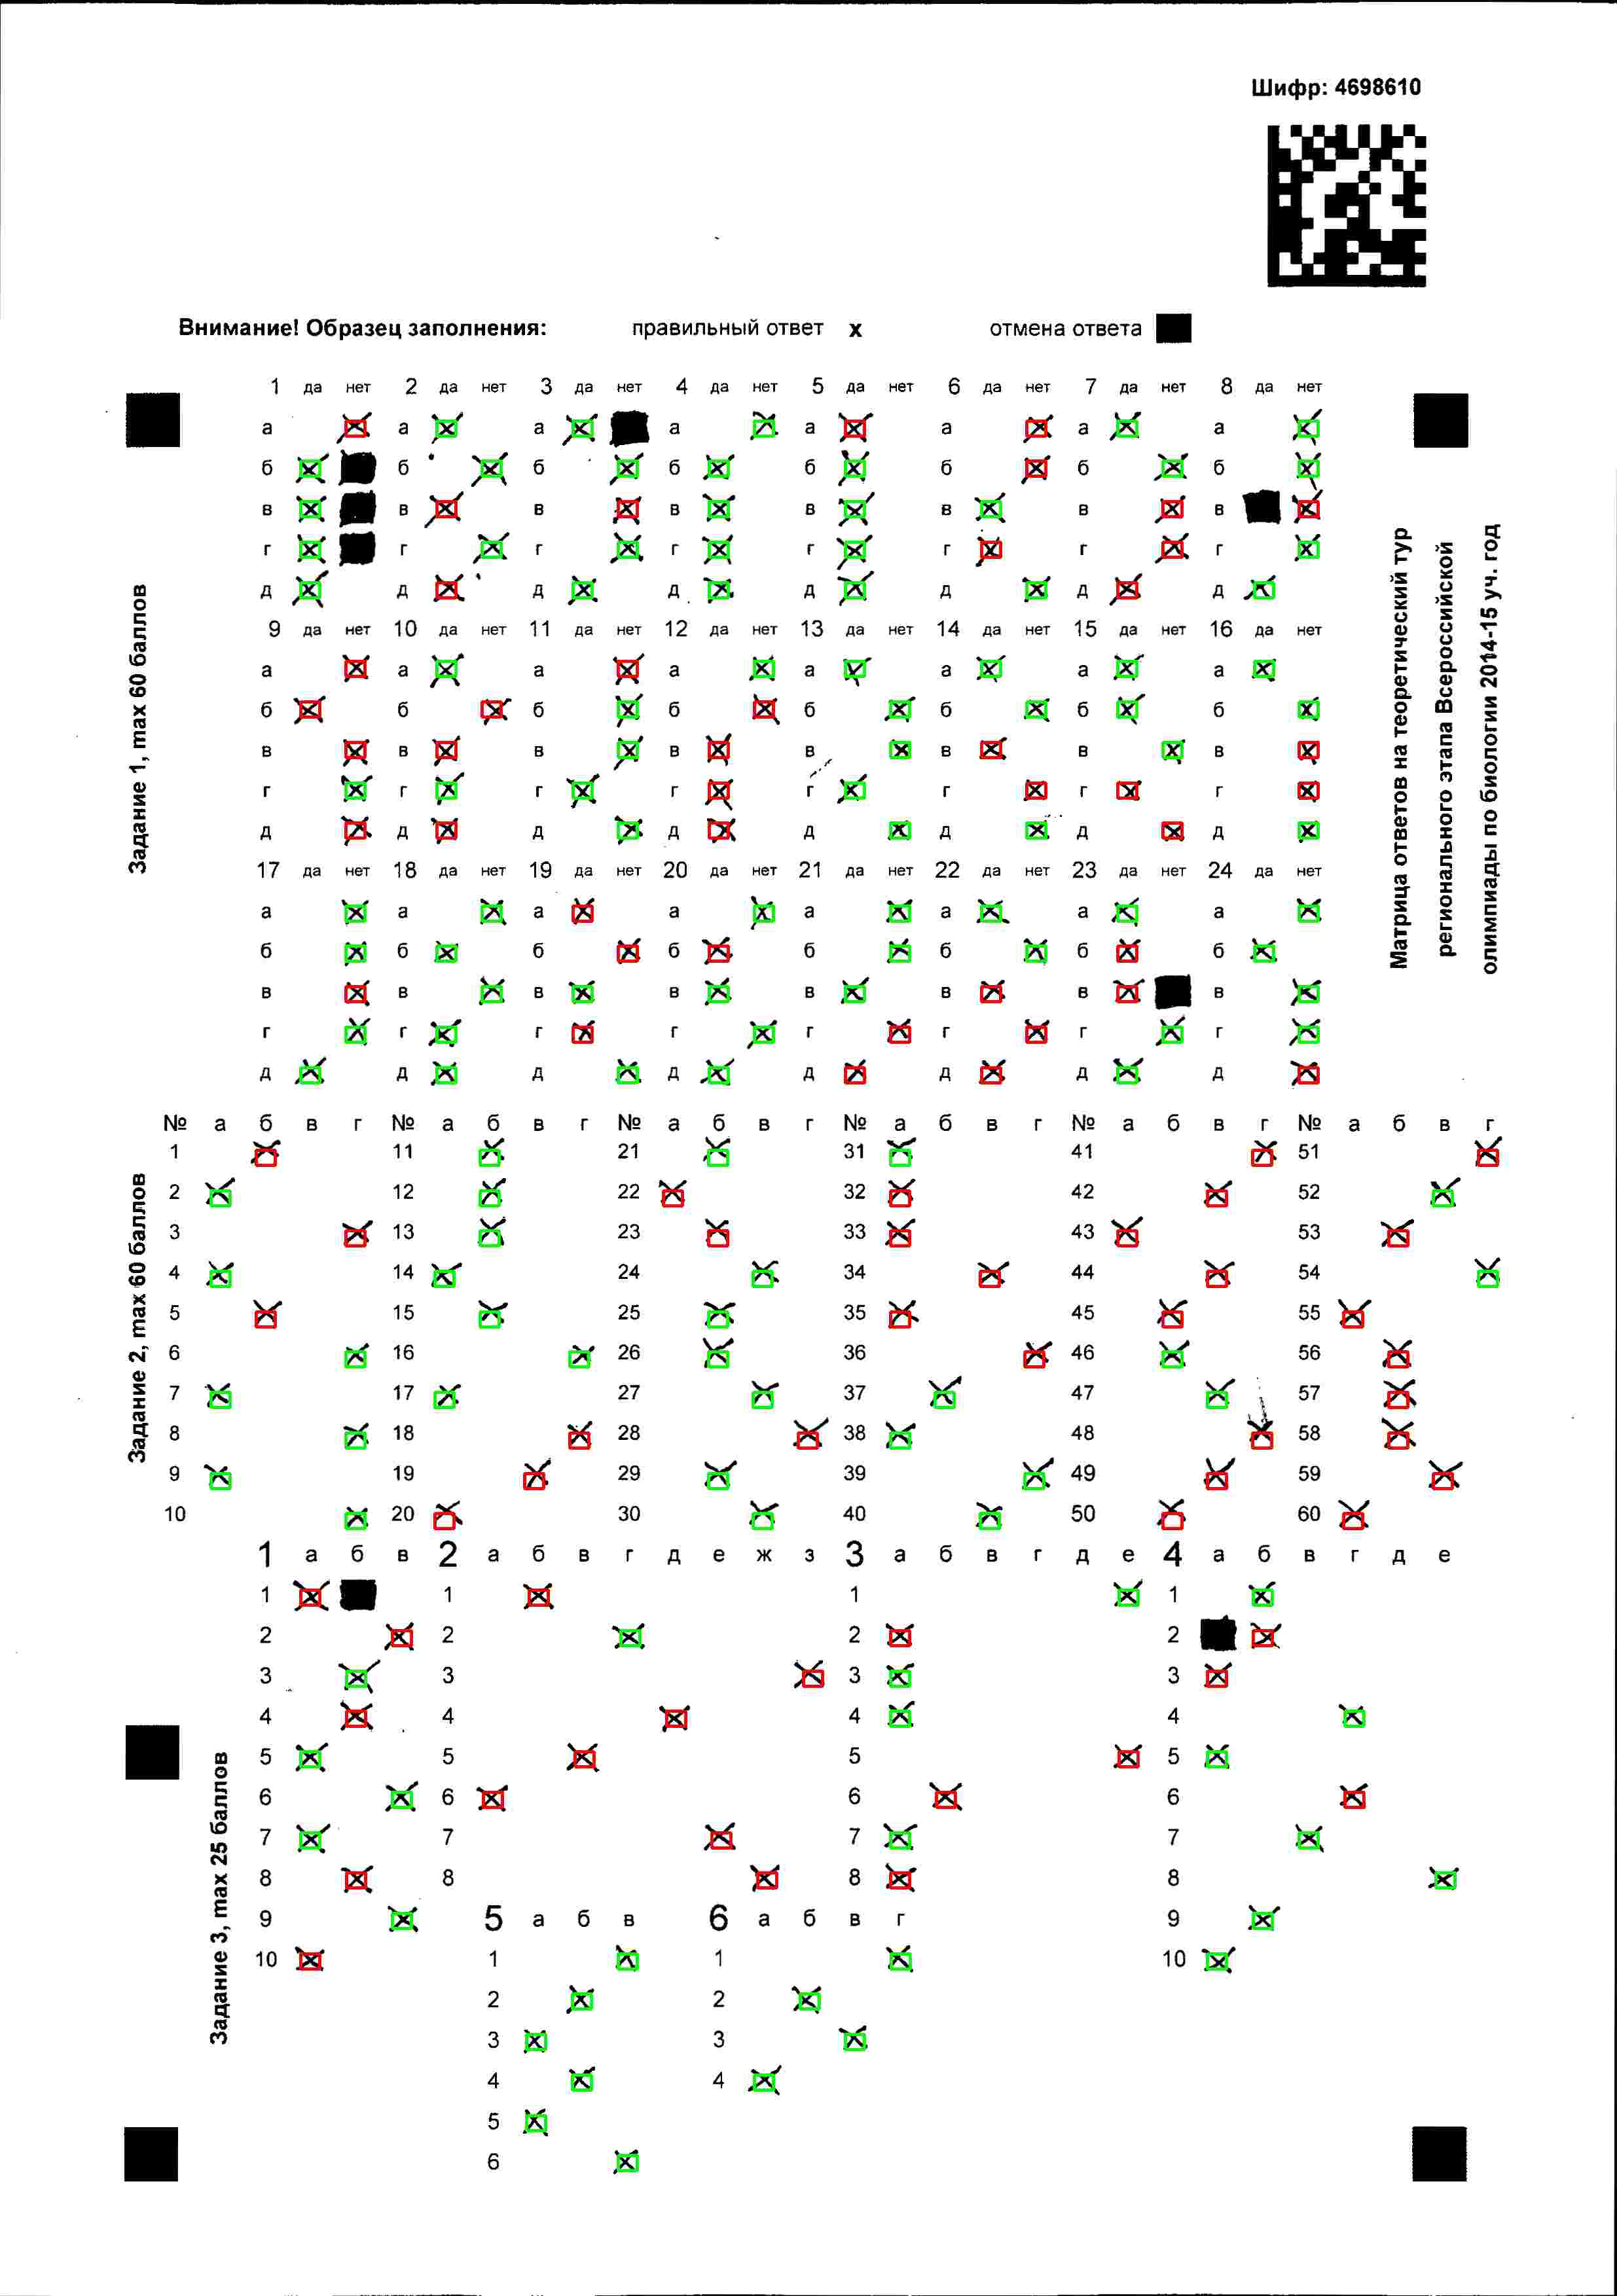 Шифр: 4698610
Внимание! Образец заполнения: правильный ответ x отмена ответа
Матрица ответов на теоретический тур
регионального этапа Всероссийской
олимпиады по биологии 2014-15 уч. год
Задание 1, max 60 баллов
1 да нет 2 да нет 3 да нет 4 да нет 5 да нет 6 да нет 7 да нет 8 да нет
а а а а а а а а
б б б б б б б б
в в в в в в в в
г г г г г г г г
д д д д д д д д
9 да нет 10 да нет 11 да нет 12 да нет 13 да нет 14 да нет 15 да нет 16 да нет
а а а а а а а а
б б б б б б б б
в в в в в в в в
г г г г г г г г
д д д д д д д д
17 да нет 18 да нет 19 да нет 20 да нет 21 да нет 22 да нет 23 да нет 24 да нет
а а а а а а а а
б б б б б б б б
в в в в в в в в
г г г г г г г г
д д д д д д д д
Задание 2, max 60 баллов
№ а б в г № а б в г № а б в г № а б в г № а б в г № а б в г
1 11 21 31 41 51
2 12 22 32 42 52
3 13 23 33 43 53
4 14 24 34 44 54
5 15 25 35 45 55
6 16 26 36 46 56
7 17 27 37 47 57
8 18 28 38 48 58
9 19 29 39 49 59
10 20 30 40 50 60
Задание 3, max 25 баллов
1 а б в 2 а б в г д е ж з 3 а б в г д е 4 а б в г д е
1 1 1 1
2 2 2 2
3 3 3 3
4 4 4 4
5 5 5 5
6 6 6 6
7 7 7 7
8 8 8 8
9 5 а б в 6 а б в г 9
10 1 1 10
2 2
3 3
4 4
5
6